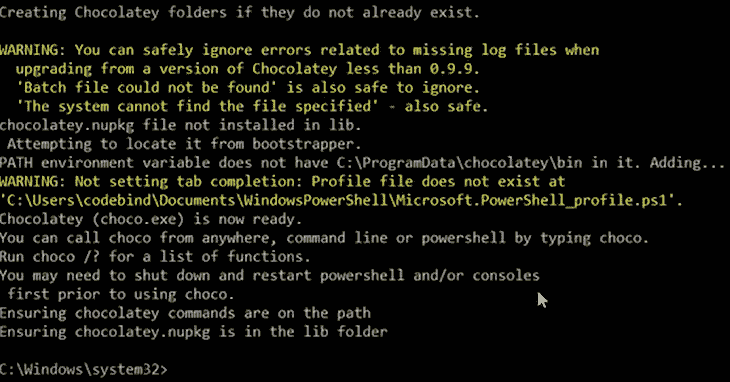 Creating Chocolatey folders if they do not already exist.
WARNING: You can safely ignore errors related to missing log files when
upgrading from a version of Chocolatey less than 0.9.9.
'Batch file could not be found' is also safe to ignore.
'The system cannot find the file specified' - also safe.
chocolatey.nupkg file not installed in lib.
Attempting to locate it from bootstrapper.
PATH environment variable does not have C:\ProgramData\chocolatey\bin in it. Adding...
WARNING: Not setting tab completion: Profile file does not exist at
'C:\Users\codebind\Documents\WindowsPowerShell\Microsoft.PowerShell_profile.ps1'.
Chocolatey (choco.exe) is now ready.
You can call choco from anywhere, command line or powershell by typing choco.
Run choco /? for a list of functions.
You may need to shut down and restart powershell and/or consoles
first prior to using choco.
Ensuring chocolatey commands are on the path
Ensuring chocolatey.nupkg is in the lib folder
C:\Windows\system32>